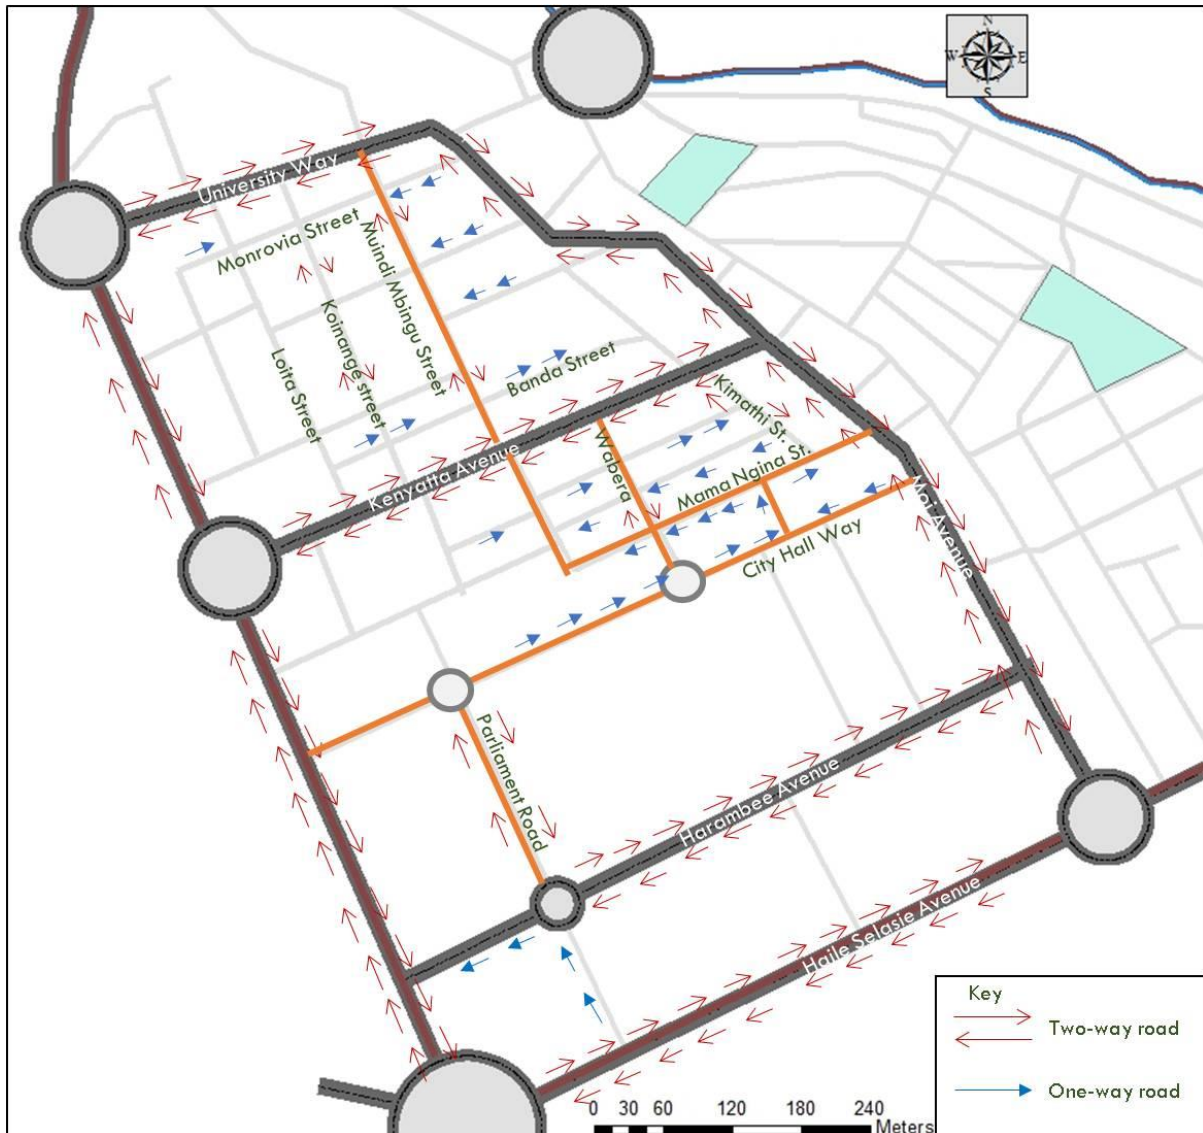 N
W E
S
University Way
Monrovia Street
Muindi Mbingu Street
Koinange street
Loita Street
Banda Street
Kenyatta Avenue
Wabera
Kimathi St.
Mama Ngina St.
City Hall Way
Moi Avenue
Parliament Road
Harambee Avenue
Haile Selasie Avenue
Key
Two-way road
One-way road
0 30 60 120 180 240
Meters